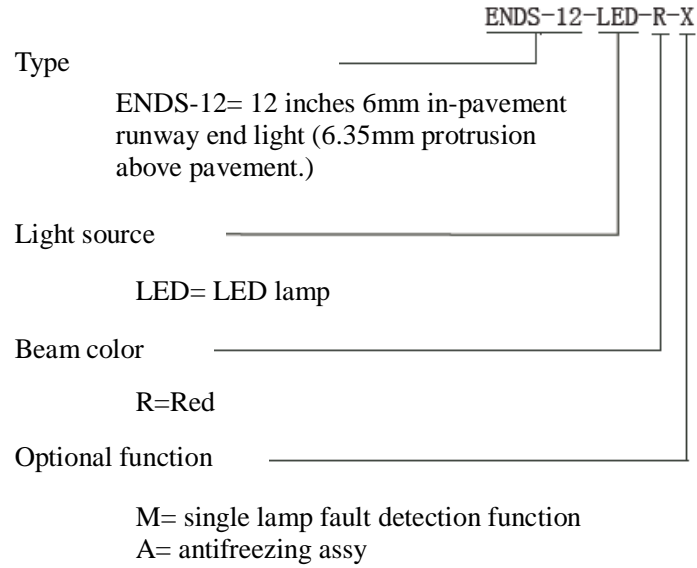 ENDS-12-LED-R-X
Type
ENDS-12= 12 inches 6mm in-pavement
runway end light (6.35mm protrusion
above pavement.)
Light source
LED= LED lamp
Beam color
R=Red
Optional function
M= single lamp fault detection function
A= antifreezing assy